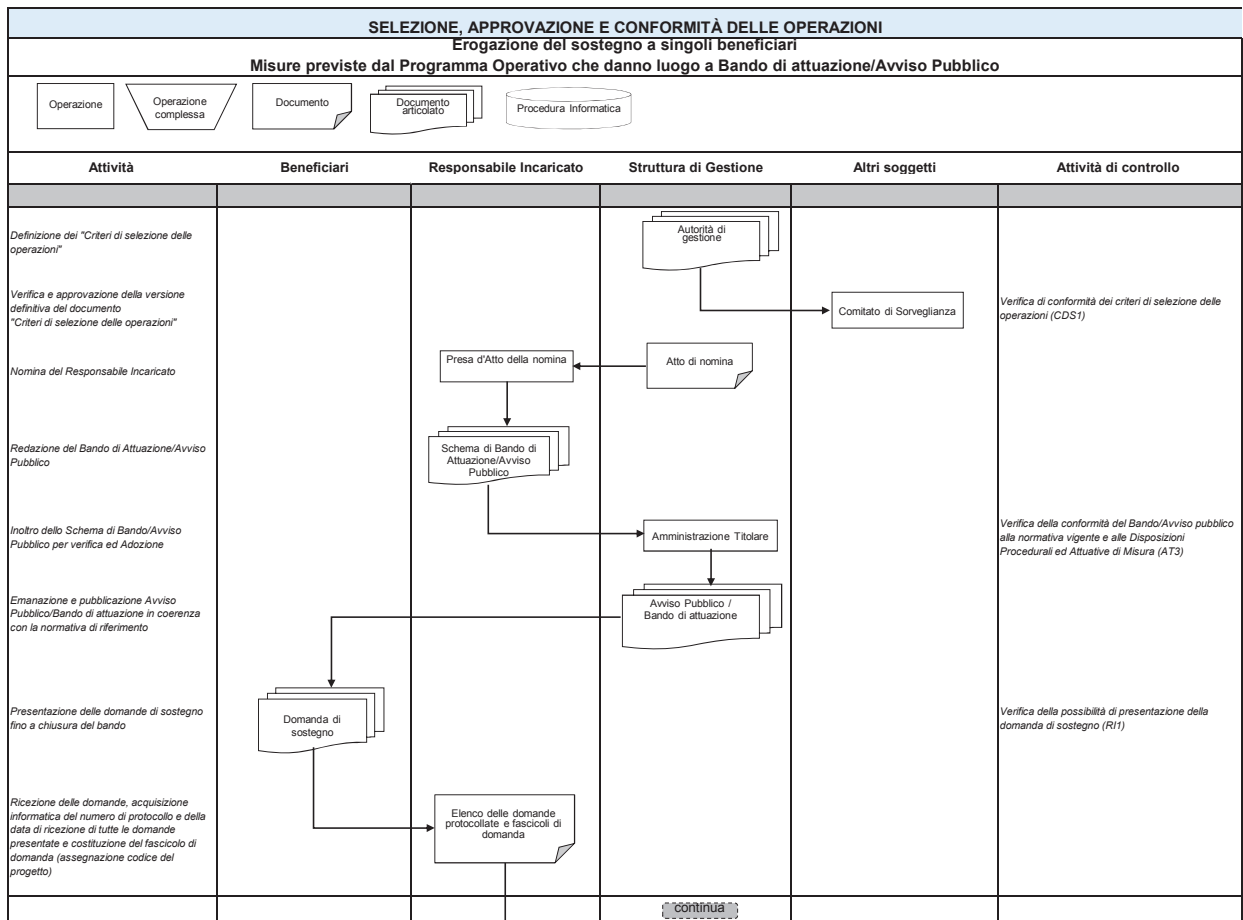 SELEZIONE, APPROVAZIONE E CONFORMITÀ DELLE OPERAZIONI
Erogazione del sostegno a singoli beneficiari
Misure previste dal Programma Operativo che danno luogo a Bando di attuazione/Avviso Pubblico
Operazione
Operazione
complessa
Documento
Documento
articolato
Procedura Informatica
Attività
Beneficiari
Responsabile Incaricato
Struttura di Gestione
Altri soggetti
Attività di controllo
Definizione dei "Criteri di selezione delle
operazioni"
Autorità di
gestione
Verifica e approvazione della versione
definitiva del documento
"Criteri di selezione delle operazioni"
Comitato di Sorveglianza
Verifica di conformità dei criteri di selezione delle
operazioni (CDS1)
Nomina del Responsabile Incaricato
Presa d'Atto della nomina
Atto di nomina
Redazione del Bando di Attuazione/Avviso
Pubblico
Schema di Bando di
Attuazione/Avviso
Pubblico
Inoltro dello Schema di Bando/Avviso
Pubblico per verifica ed Adozione
Amministrazione Titolare
Verifica della conformità del Bando/Avviso pubblico
alla normativa vigente e alle Disposizioni
Procedurali ed Attuative di Misura (AT3)
Emanazione e pubblicazione Avviso
Pubblico/Bando di attuazione in coerenza
con la normativa di riferimento
Avviso Pubblico /
Bando di attuazione
Presentazione delle domande di sostegno
fino a chiusura del bando
Domanda di
sostegno
Verifica della possibilità di presentazione della
domanda di sostegno (RI1)
Ricezione delle domande, acquisizione
informatica del numero di protocollo e della
data di ricezione di tutte le domande
presentate e costituzione del fascicolo di
domanda (assegnazione codice del
progetto)
Elenco delle domande
protocollate e fascicoli di
domanda
continua